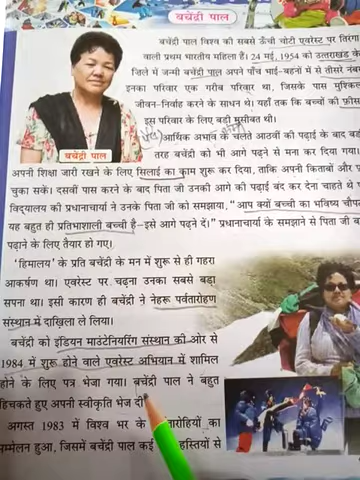 बचेंद्री पाल
बचेंद्री पाल विश्व की सबसे ऊँची चोटी एवरेस्ट पर तिरंगा
वाली प्रथम भारतीय महिला हैं। 24 मई, 1954 को उत्तराखंड के
जिले में जन्मी बचेंद्री पाल अपने पाँच भाई-बहनों में से तीसरे नंब
इनका परिवार एक गरीब परिवार था, जिसके पास मुश्किल
जीवन-निर्वाह करने के साधन थे। यहाँ तक कि बच्चों की फ़ीस
इस परिवार के लिए बड़ी मुसीबत थी।
आर्थिक अभाव के चलते आठवीं की पढ़ाई के बाद बड़
बचेंद्री पाल
तरह बचेंद्री को भी आगे पढ़ने से मना कर दिया गया।
अपनी शिक्षा जारी रखने के लिए सिलाई का काम शुरू कर दिया, ताकि अपनी किताबों और प
चुका सकें। दसवीं पास करने के बाद पिता जी उनकी आगे की पढ़ाई बंद कर देना चाहते थे
विद्यालय की प्रधानाचार्या ने उनके पिता जी को समझाया, "आप क्यों बच्ची का भविष्य चौपट
यह बहुत ही प्रतिभाशाली बच्ची है–इसे आगे पढ़ने दें।" प्रधानाचार्या के समझाने से पिता जी ब
पढ़ाने के लिए तैयार हो गए।
'हिमालय' के प्रति बचेंद्री के मन में शुरू से ही गहरा
आकर्षण था। एवरेस्ट पर चढ़ना उनका सबसे बड़ा
सपना था। इसी कारण ही बचेंद्री ने नेहरू पर्वतारोहण
संस्थान में दाखिला ले लिया।
बचेंद्री को इंडियन माउंटेनियरिंग संस्थान की ओर से
1984 में शुरू होने वाले एवरेस्ट अभियान में शामिल
होने के लिए पत्र भेजा गया। बचेंद्री पाल ने बहुत
हिचकते हुए अपनी स्वीकृति भेज दी
अगस्त 1983 में विश्व भर के तारोहियों का
सम्मेलन हुआ, जिसमें बचेंद्री पाल कई हस्तियों से